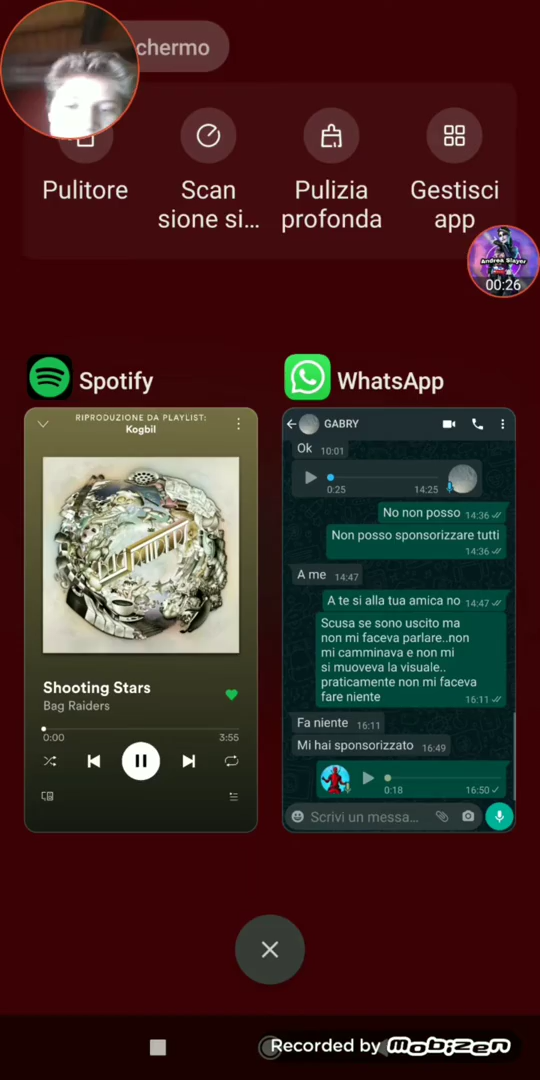 chermo
Pulitore
Scan
sione si...
Pulizia
profonda
Gestisci
app
Andrea Slayer
00:26
Spotify
RIPRODUZIONE DA PLAYLIST:
Kogbil
Shooting Stars
Bag Raiders
0:00
3:55
WhatsApp
GABRY
Ok 10:01
0:25 14:25
No non posso 14:36
Non posso sponsorizzare tutti
14:36
A me 14:47
A te si alla tua amica no 14:47
Scusa se sono uscito ma
non mi faceva parlare..non
mi camminava e non mi
si muoveva la visuale..
praticamente non mi faceva
fare niente
16:11
Fa niente 16:11
Mi hai sponsorizzato 16:49
0:18 16:50
Scrivi un messa...
Recorded by mobizen